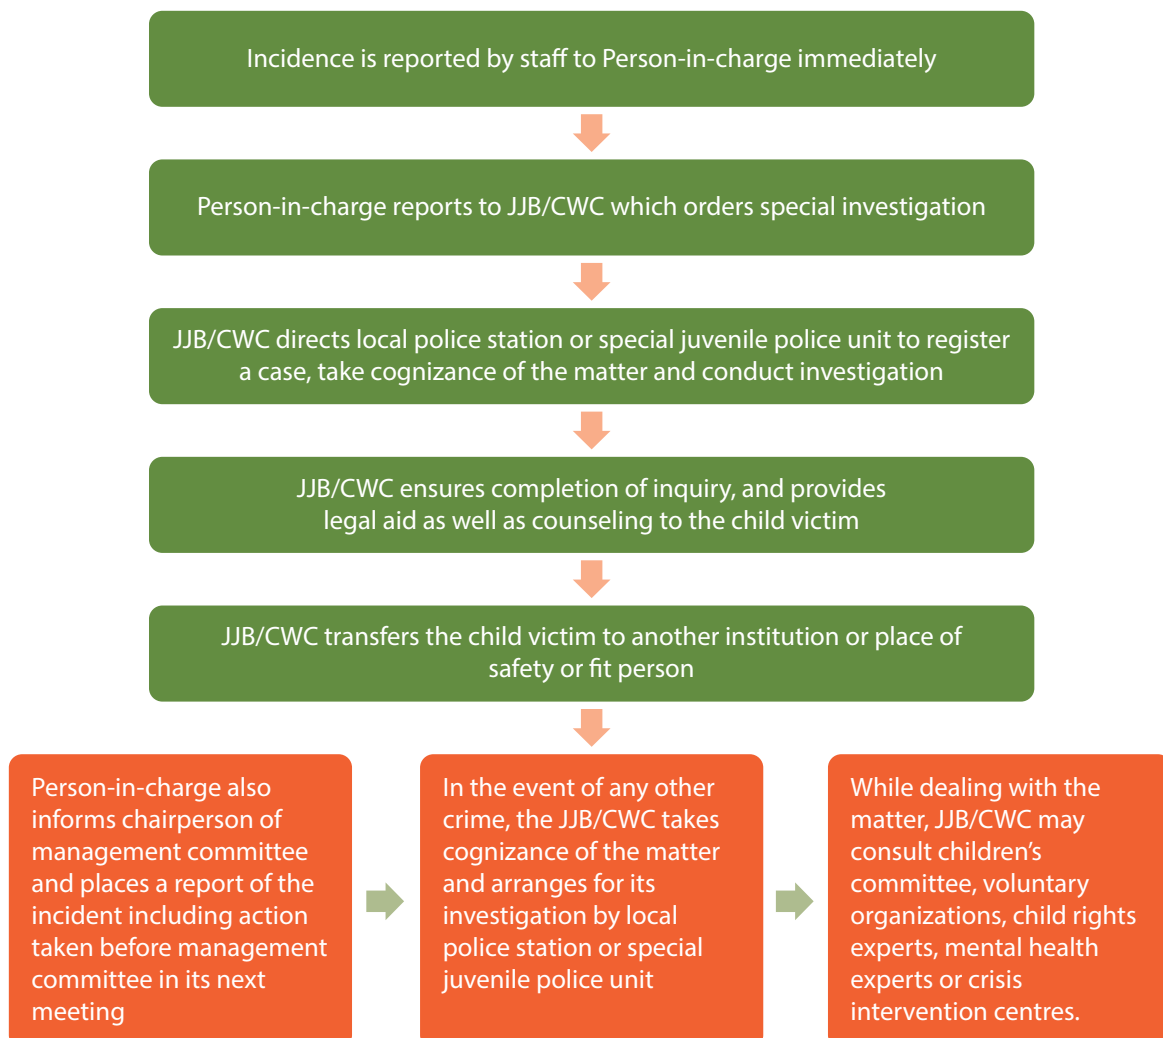 Incidence is reported by staff to Person-in-charge immediately
Person-in-charge reports to JJB/CWC which orders special investigation
JJB/CWC directs local police station or special juvenile police unit to register
a case, take cognizance of the matter and conduct investigation
JJB/CWC ensures completion of inquiry, and provides
legal aid as well as counseling to the child victim
JJB/CWC transfers the child victim to another institution or place of
safety or fit person
Person-in-charge also
informs chairperson of
management committee
and places a report of the
incident including action
taken before management
committee in its next
meeting
In the event of any other
crime, the JJB/CWC takes
cognizance of the matter
and arranges for its
investigation by local
police station or special
juvenile police unit
While dealing with the
matter, JJB/CWC may
consult children’s
committee, voluntary
organizations, child rights
experts, mental health
experts or crisis
intervention centres.